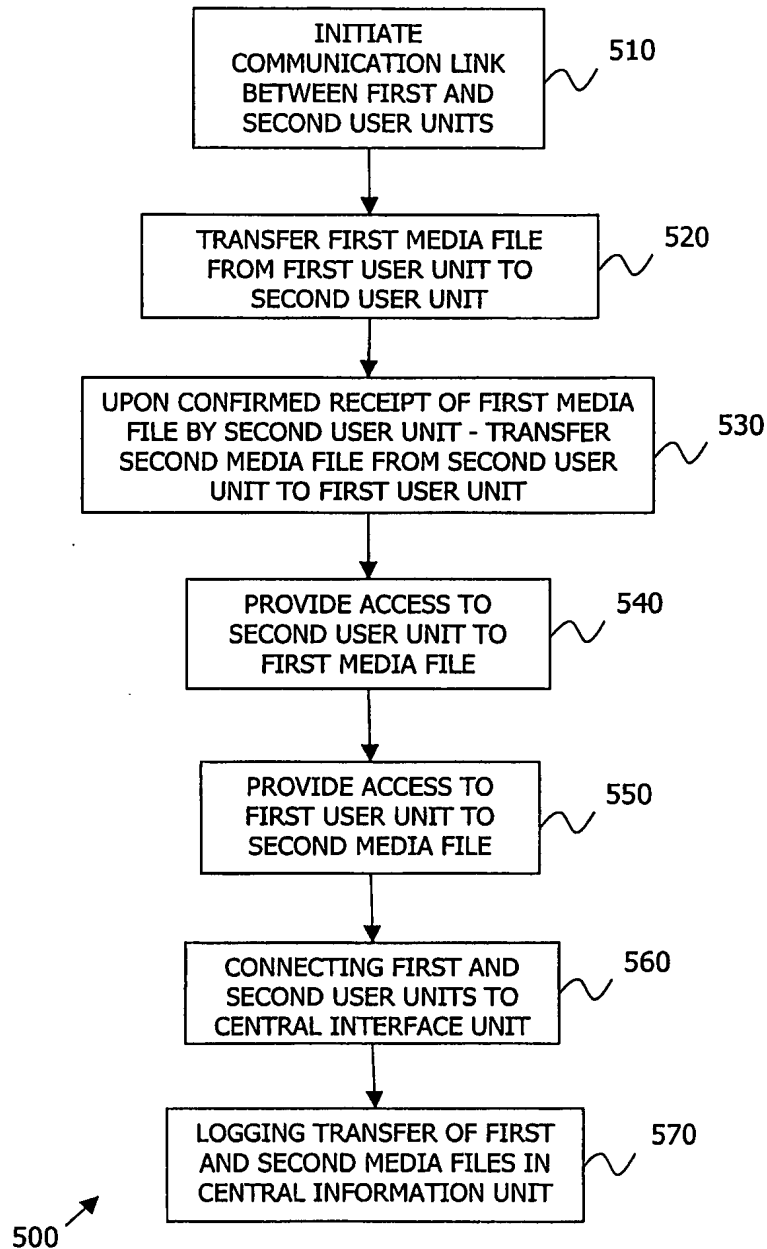 INITIATE
COMMUNICATION LINK
BETWEEN FIRST AND
SECOND USER UNITS
510
TRANSFER FIRST MEDIA FILE
FROM FIRST USER UNIT TO
SECOND USER UNIT
520
UPON CONFIRMED RECEIPT OF FIRST MEDIA
FILE BY SECOND USER UNIT - TRANSFER
SECOND MEDIA FILE FROM SECOND USER
UNIT TO FIRST USER UNIT
530
PROVIDE ACCESS TO
SECOND USER UNIT TO
FIRST MEDIA FILE
540
PROVIDE ACCESS TO
FIRST USER UNIT TO
SECOND MEDIA FILE
550
CONNECTING FIRST AND
SECOND USER UNITS TO
CENTRAL INTERFACE UNIT
560
LOGGING TRANSFER OF FIRST
AND SECOND MEDIA FILES IN
CENTRAL INFORMATION UNIT
570
500